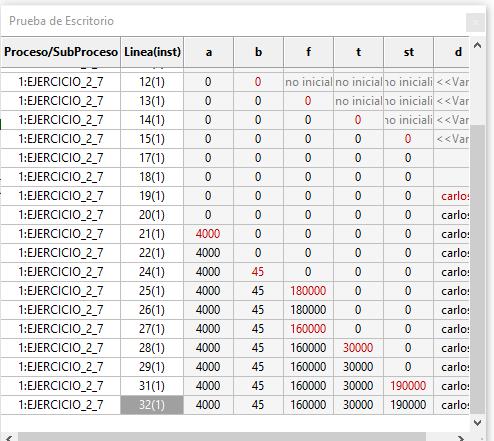 Prueba de Escritorio
Proceso/SubProceso Linea(inst) a b f t st d
1:EJERCICIO_2_7 12(1) 0 0 no inicial no iniciali no iniciali <<Var
1:EJERCICIO_2_7 13(1) 0 0 0 no iniciali no iniciali <<Var
1:EJERCICIO_2_7 14(1) 0 0 0 0 no iniciali <<Var
1:EJERCICIO_2_7 15(1) 0 0 0 0 0 <<Var
1:EJERCICIO_2_7 17(1) 0 0 0 0 0
1:EJERCICIO_2_7 18(1) 0 0 0 0 0
1:EJERCICIO_2_7 19(1) 0 0 0 0 0 carlos
1:EJERCICIO_2_7 20(1) 0 0 0 0 0 carlos
1:EJERCICIO_2_7 21(1) 4000 0 0 0 0 carlos
1:EJERCICIO_2_7 22(1) 4000 0 0 0 0 carlos
1:EJERCICIO_2_7 24(1) 4000 45 0 0 0 carlos
1:EJERCICIO_2_7 25(1) 4000 45 180000 0 0 carlos
1:EJERCICIO_2_7 26(1) 4000 45 180000 0 0 carlos
1:EJERCICIO_2_7 27(1) 4000 45 160000 0 0 carlos
1:EJERCICIO_2_7 28(1) 4000 45 160000 30000 0 carlos
1:EJERCICIO_2_7 29(1) 4000 45 160000 30000 0 carlos
1:EJERCICIO_2_7 31(1) 4000 45 160000 30000 190000 carlos
1:EJERCICIO_2_7 32(1) 4000 45 160000 30000 190000 carlos